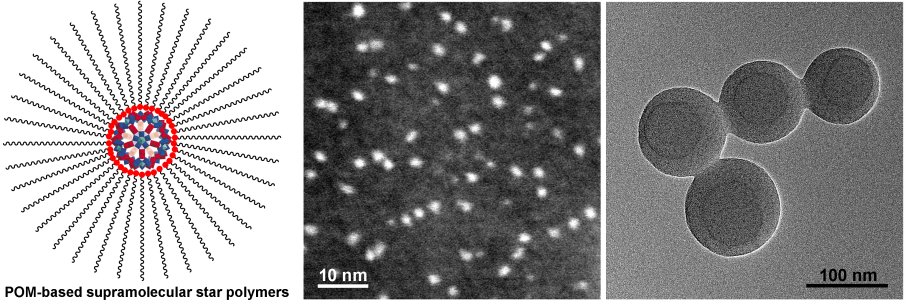 POM-based supramolecular star polymers
10 nm
100 nm